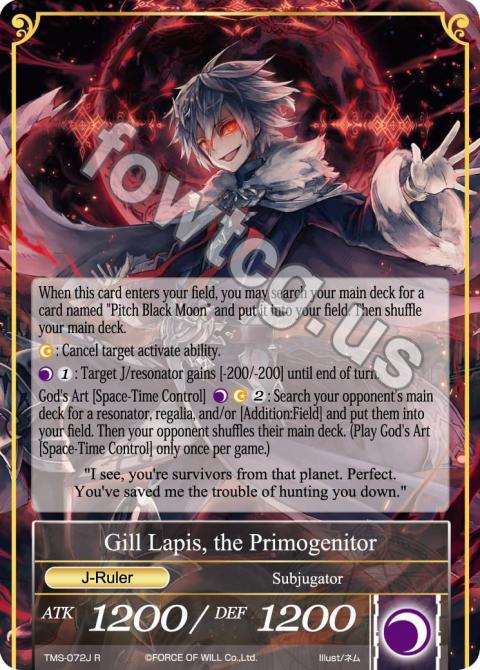 When this card enters your field, you may search your main deck for a
card named "Pitch Black Moon" and put it into your field. Then shuffle
your main deck.
: Cancel target activate ability.
1 : Target J/resonator gains [-200/-200] until end of turn.
God's Art [Space-Time Control] 2 : Search your opponent's main
deck for a resonator, regalia, and/or [Addition:Field] and put them into
your field. Then your opponent shuffles their main deck. (Play God's Art
[Space-Time Control] only once per game.)
"I see, you're survivors from that planet. Perfect.
You've saved me the trouble of hunting you down."
Gill Lapis, the Primogenitor
J-Ruler Subjugator
ATK 1200 / DEF 1200
TMS-072J R ©FORCE OF WILL Co.,Ltd. Illust/ネム
fowtcg.us